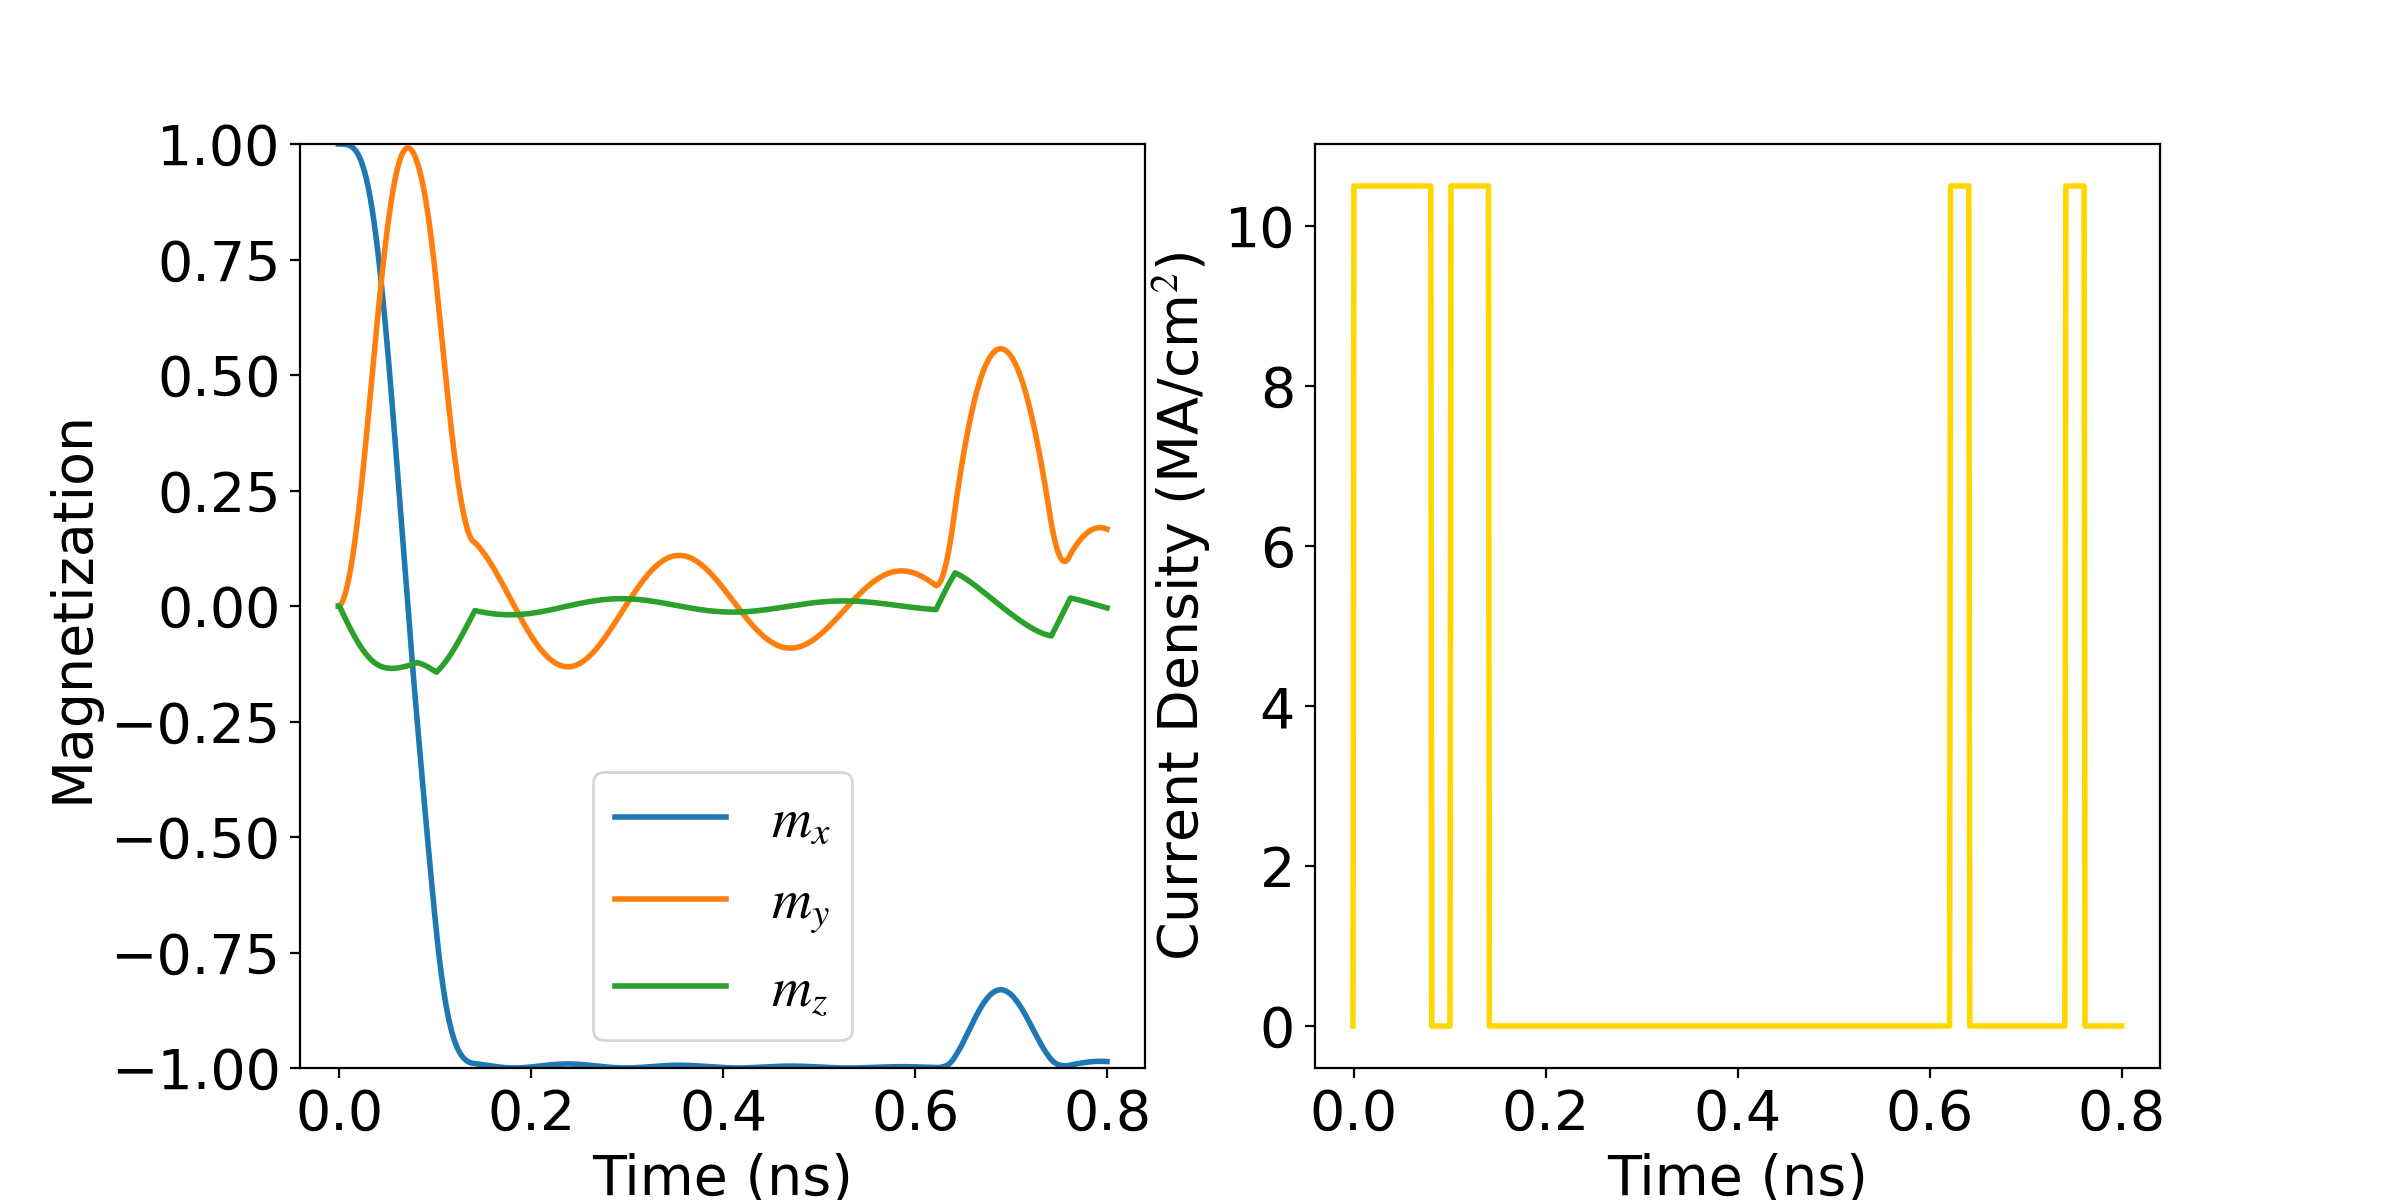 1.00
0.75
0.50
0.25
0.00
−0.25
−0.50
−0.75
−1.00
Magnetization
0.0 0.2 0.4 0.6 0.8
Time (ns)
m_x
m_y
m_z
10
8
6
4
2
0
Current Density (MA/cm²)
0.0 0.2 0.4 0.6 0.8
Time (ns)